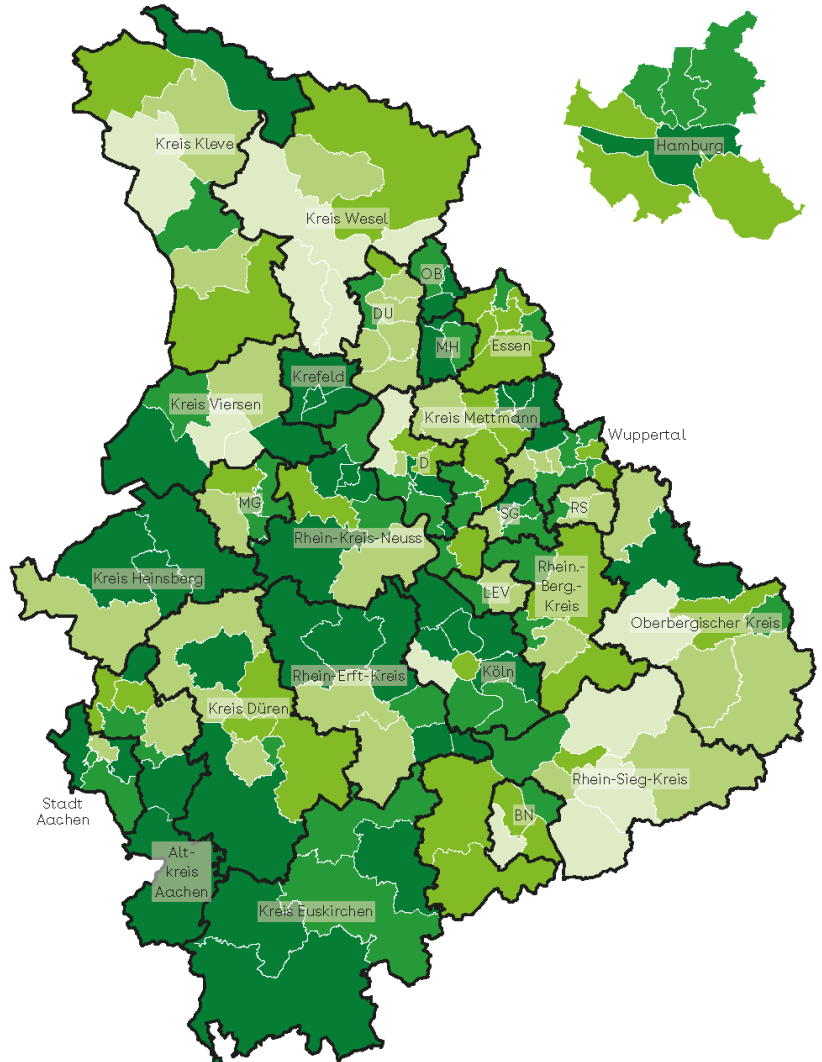 Kreis Kleve
Hamburg
Kreis Wesel
OB
DU
MH
Essen
Krefeld
Kreis Viersen
Kreis Mettmann
Wuppertal
D
MG
SG
RS
Rhein-Kreis-Neuss
Rhein.-
Berg.-
Kreis
Kreis Heinsberg
LEV
Oberbergischer Kreis
Rhein-Erft-Kreis
Köln
Kreis Düren
Rhein-Sieg-Kreis
Stadt
Aachen
BN
Alt-
kreis
Aachen
Kreis Euskirchen